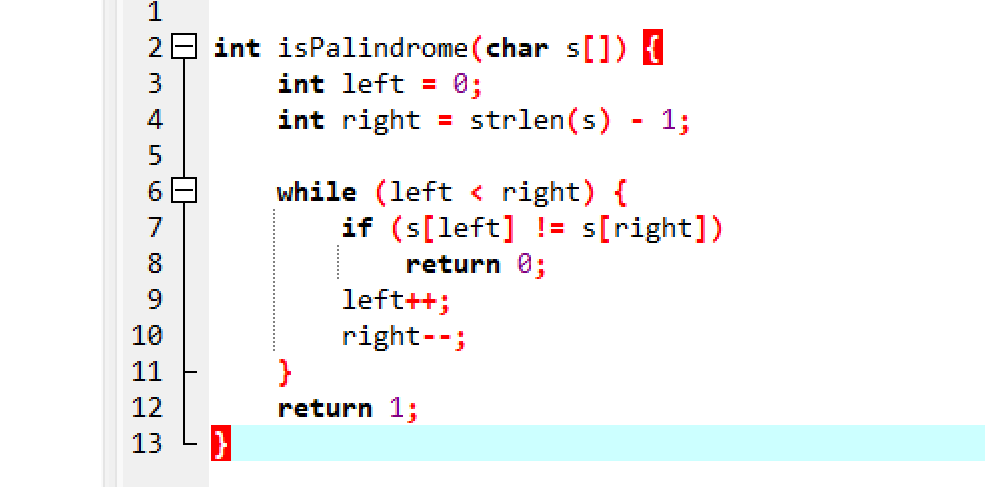 1
2 int isPalindrome(char s[]) {
3     int left = 0;
4     int right = strlen(s) - 1;
5
6     while (left < right) {
7         if (s[left] != s[right])
8             return 0;
9         left++;
10         right--;
11     }
12     return 1;
13 }